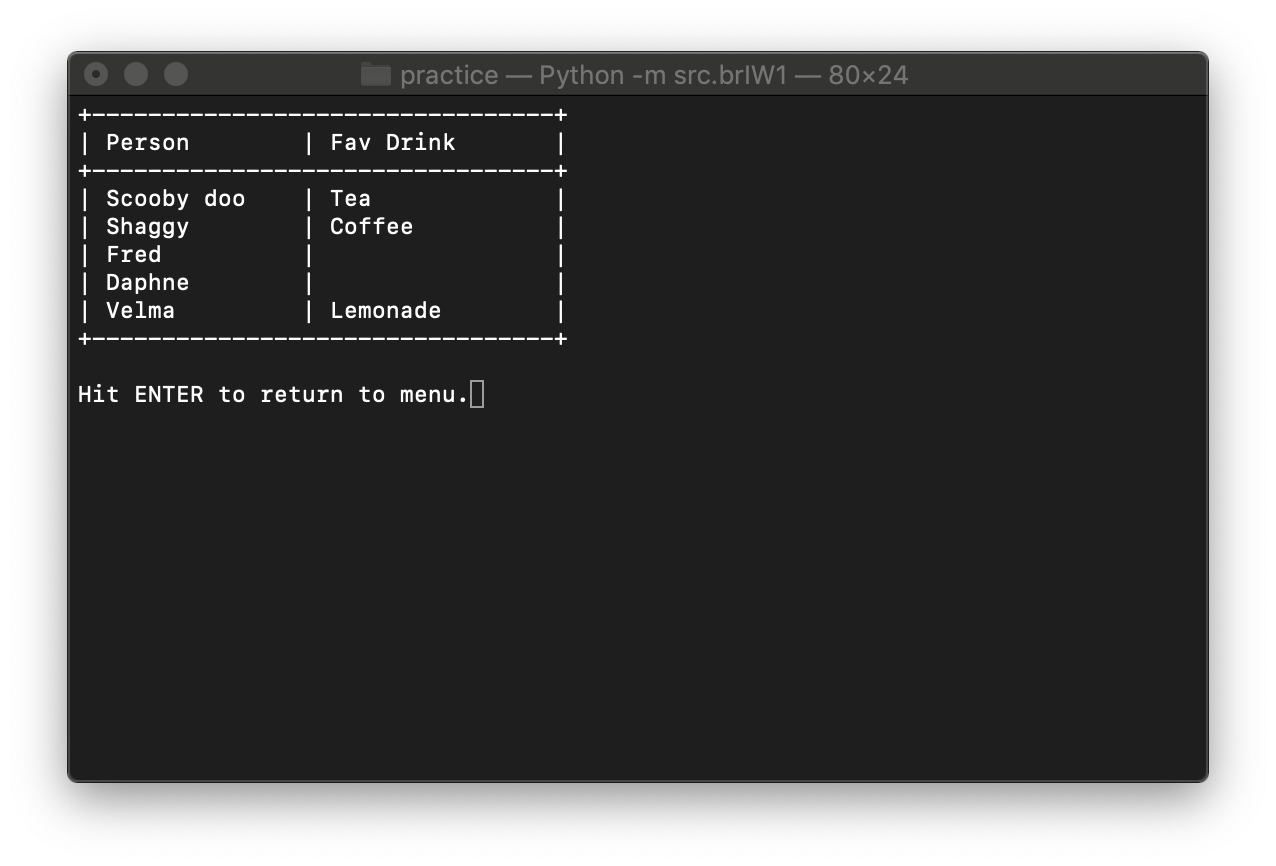 practice — Python -m src.brIW1 — 80×24
+---------------------------------+
| Person        | Fav Drink       |
+---------------------------------+
| Scooby doo    | Tea             |
| Shaggy        | Coffee          |
| Fred          |                 |
| Daphne        |                 |
| Velma         | Lemonade        |
+---------------------------------+
Hit ENTER to return to menu.